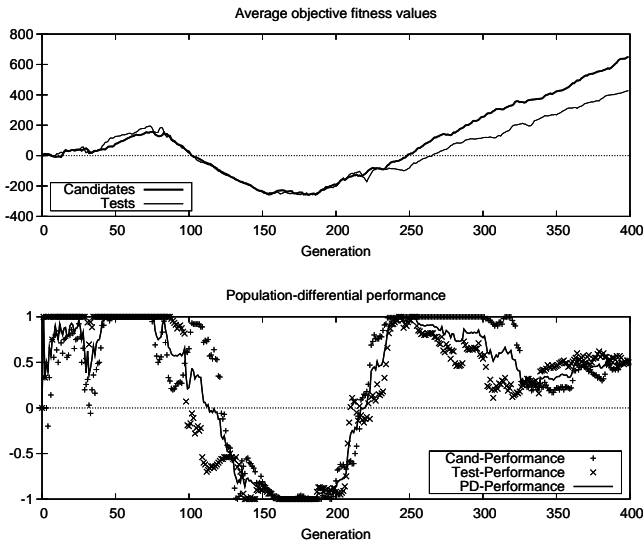 Average objective fitness values
800
600
400
200
0
-200
-400
Candidates
Tests
0 50 100 150 200 250 300 350 400
Generation
Population-differential performance
1
0.5
0
-0.5
-1
Cand-Performance
Test-Performance
PD-Performance
0 50 100 150 200 250 300 350 400
Generation